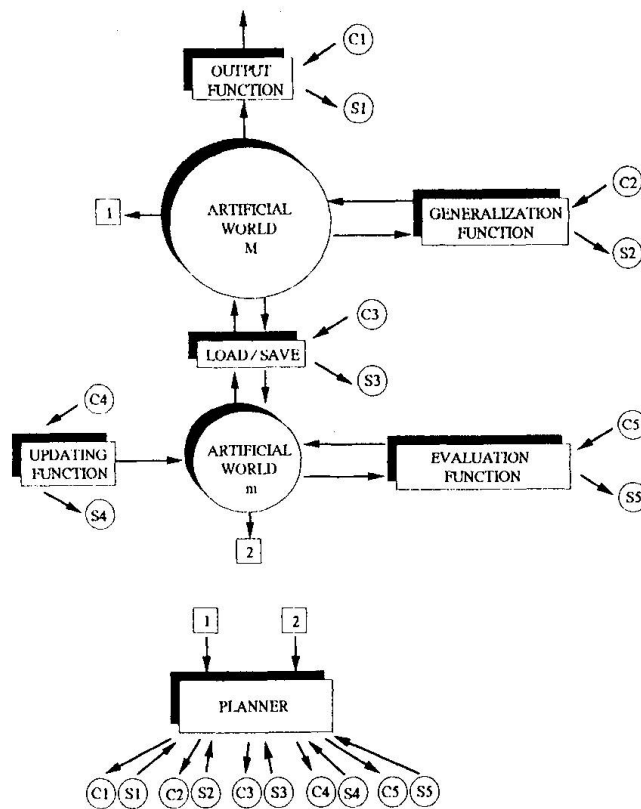 C1
OUTPUT
FUNCTION
S1
C2
1
ARTIFICIAL
WORLD
M
GENERALIZATION
FUNCTION
S2
C3
LOAD / SAVE
S3
C4
C5
UPDATING
FUNCTION
ARTIFICIAL
WORLD
m
EVALUATION
FUNCTION
S4
S5
2
1 2
PLANNER
C1 S1 C2 S2 C3 S3 C4 S4 C5 S5